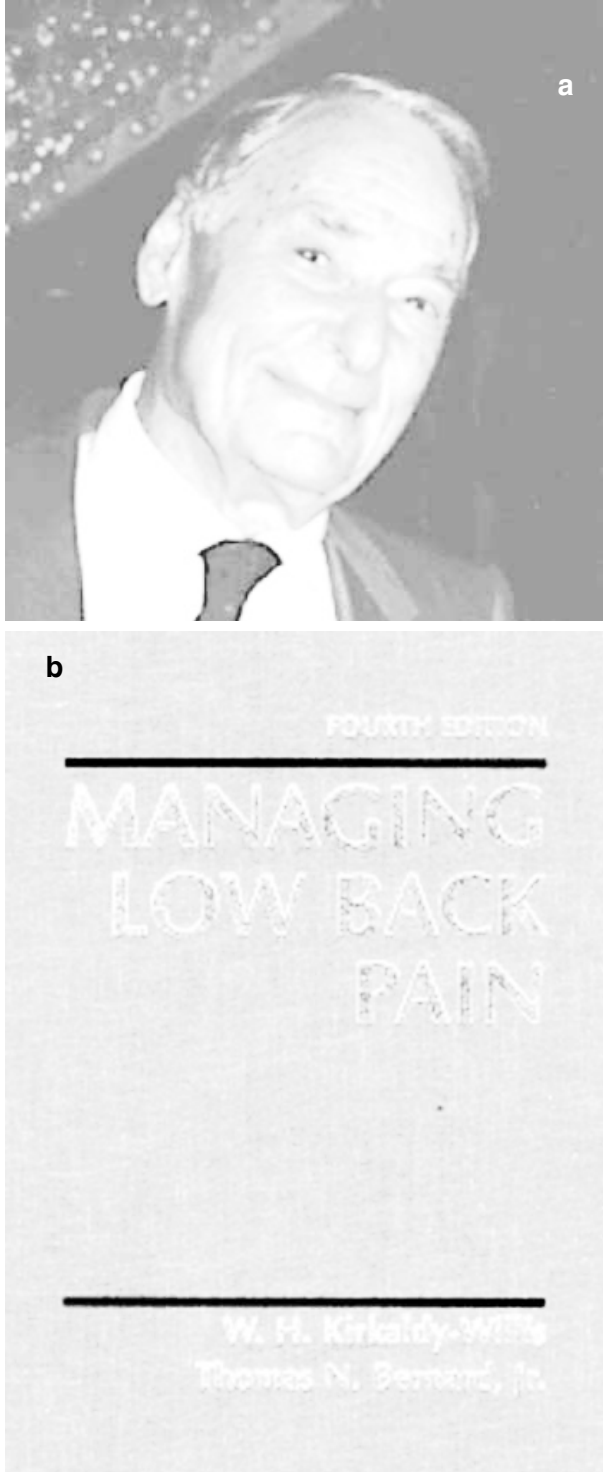 a
b
FOURTH EDITION
MANAGING
LOW BACK
PAIN
W. H. Kirkaldy-Willis
Thomas N. Bernard, Jr.